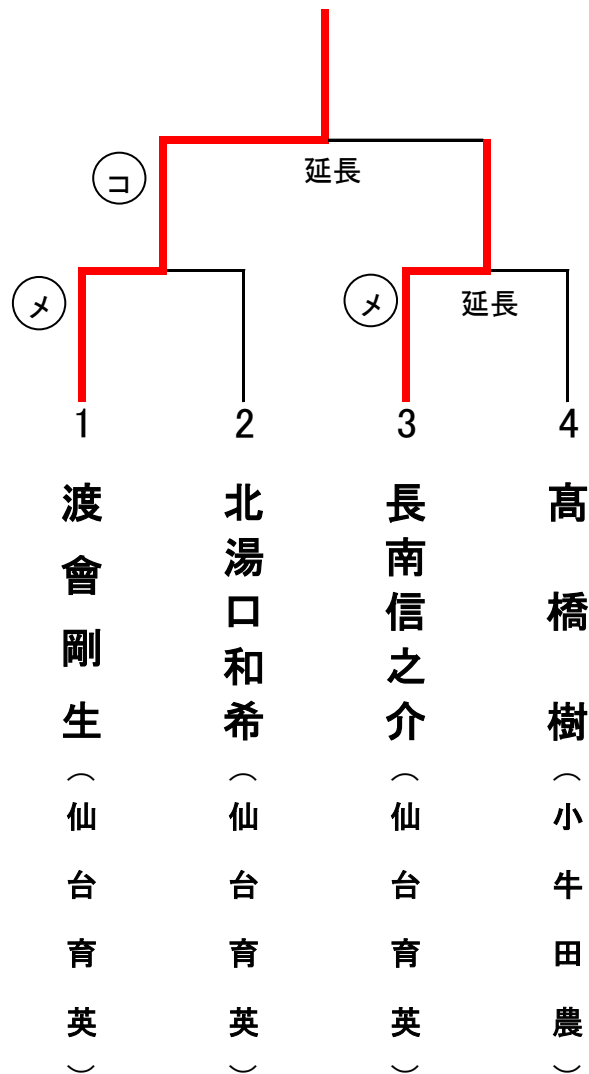 延長
コ
メ
メ
延長
1
2
3
4
渡會剛生(仙台育英)
北湯口和希(仙台育英)
長南信之介(仙台育英)
髙橋樹(小牛田農)